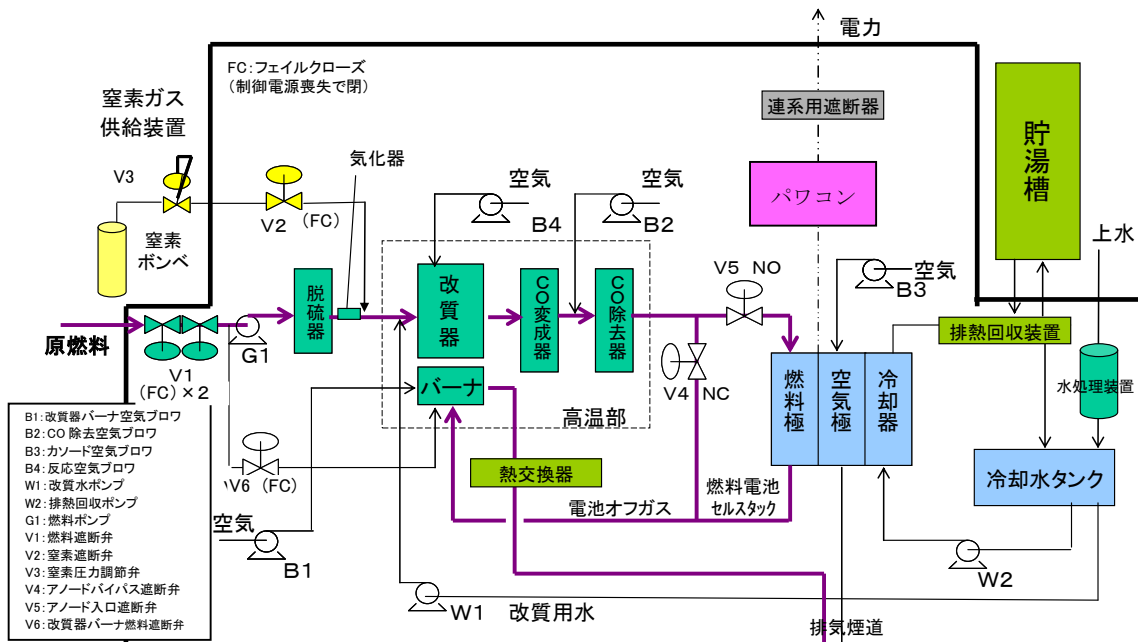 電力
FC:フェイルクローズ
(制御電源喪失で閉)
窒素ガス
供給装置
連系用遮断器
貯湯槽
V3
気化器
空気
空気
パワコン
V2
(FC)
B4
B2
窒素
ボンベ
上水
V5 NO
空気
B3
脱硫器
改質器
CO変成器
CO除去器
原燃料
G1
排熱回収装置
V1
(FC)×2
バーナ
V4 NC
燃料極
空気極
冷却器
水処理装置
高温部
B1:改質器バーナ空気ブロワ
B2:CO 除去空気ブロワ
B3:カソード空気ブロワ
B4:反応空気ブロワ
W1:改質水ポンプ
W2:排熱回収ポンプ
G1:燃料ポンプ
V1:燃料遮断弁
V2:窒素遮断弁
V3:窒素圧力調節弁
V4:アノードバイパス遮断弁
V5:アノード入口遮断弁
V6:改質器バーナ燃料遮断弁
V6 (FC)
熱交換器
冷却水タンク
空気
電池オフガス
燃料電池
セルスタック
B1
W2
W1
改質用水
排気煙道